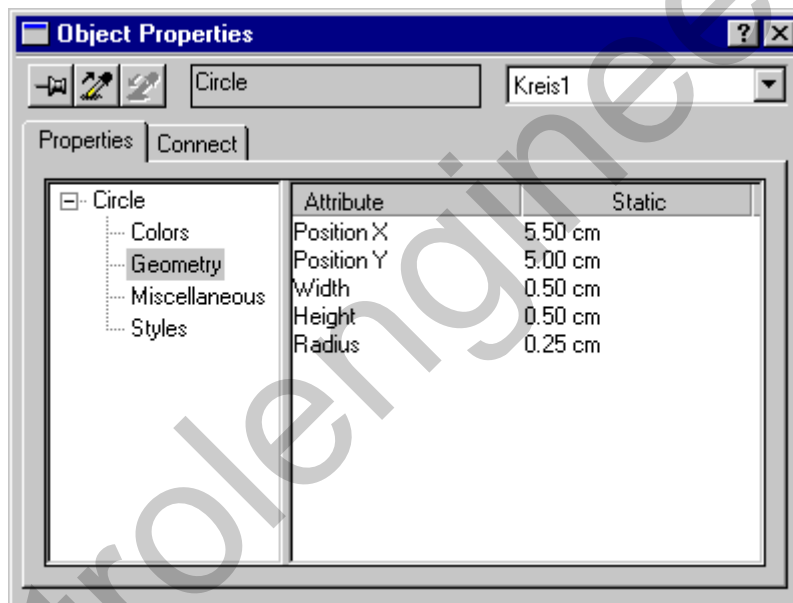 Object Properties
Circle
Kreis1
Properties
Connect
Circle
Colors
Geometry
Miscellaneous
Styles
Attribute Static
Position X 5.50 cm
Position Y 5.00 cm
Width 0.50 cm
Height 0.50 cm
Radius 0.25 cm
trolenginee